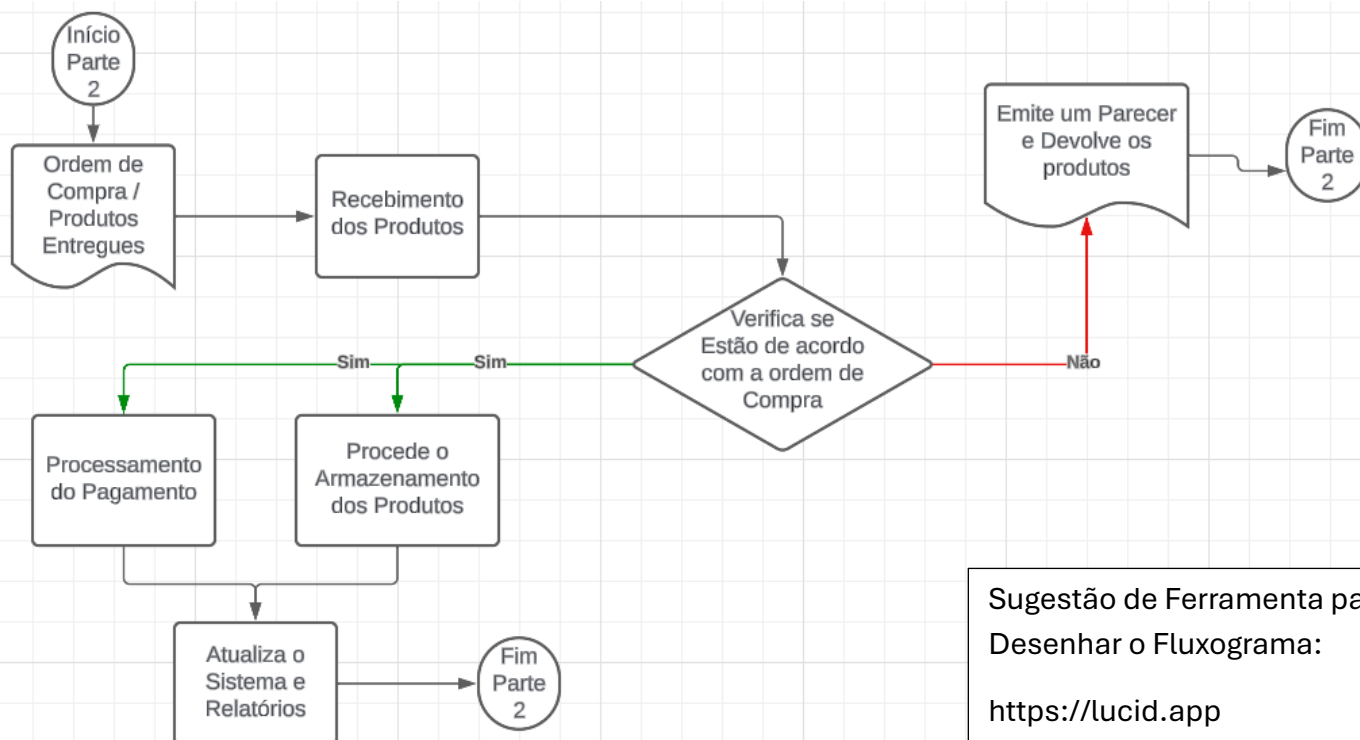 Início
Parte
2
Ordem de
Compra /
Produtos
Entregues
Recebimento
dos Produtos
Emite um Parecer
e Devolve os
produtos
Fim
Parte
2
Verifica se
Estão de acordo
com a ordem de
Compra
Sim
Sim
Não
Processamento
do Pagamento
Procede o
Armazenamento
dos Produtos
Atualiza o
Sistema e
Relatórios
Fim
Parte
2
Sugestão de Ferramenta
Desenhar o Fluxograma:
https://lucid.app